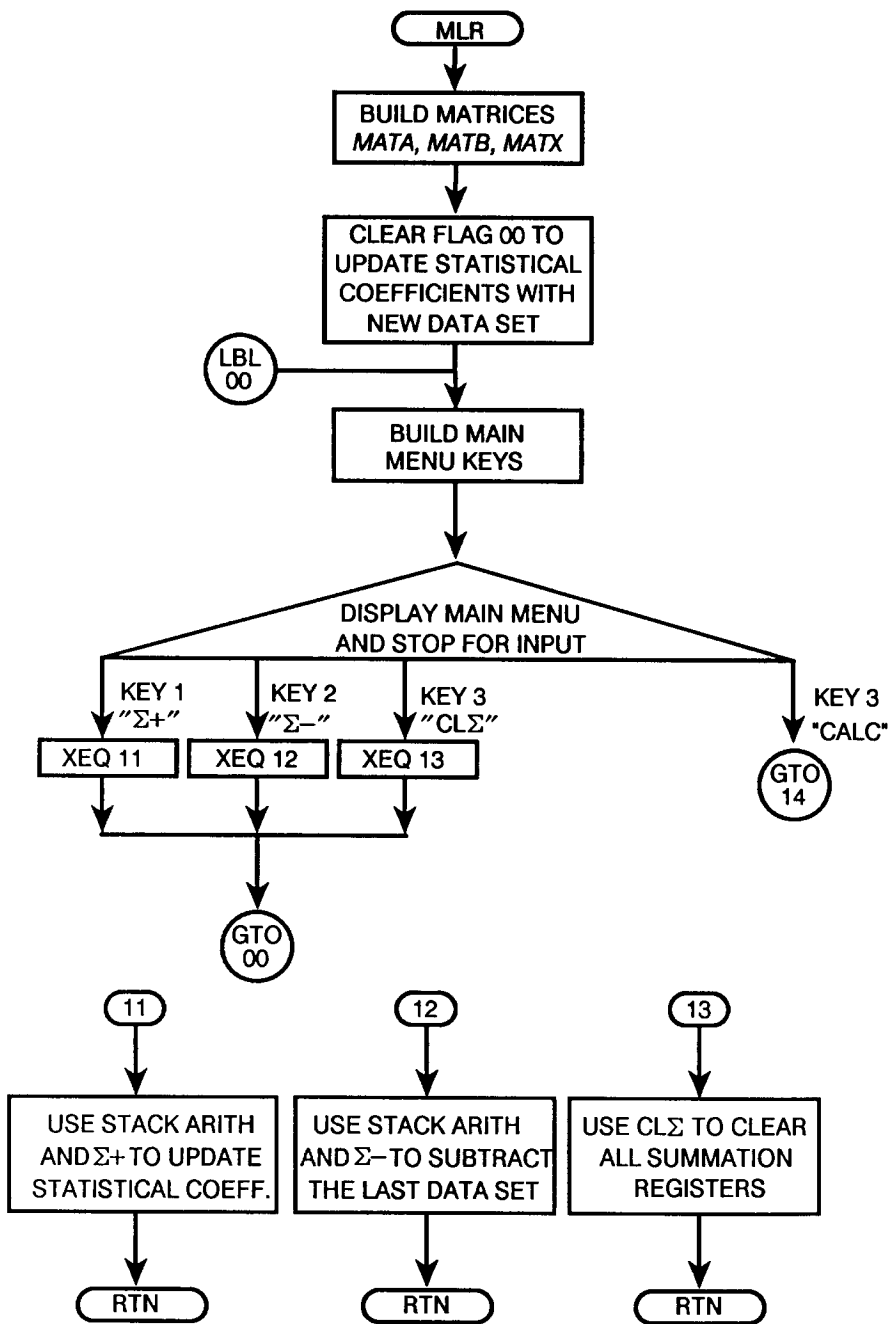 MLR
BUILD MATRICES
MATA, MATB, MATX
CLEAR FLAG 00 TO
UPDATE STATISTICAL
COEFFICIENTS WITH
NEW DATA SET
LBL
00
BUILD MAIN
MENU KEYS
DISPLAY MAIN MENU
AND STOP FOR INPUT
KEY 1
"Σ+"
KEY 2
"Σ−"
KEY 3
"CLΣ"
KEY 3
"CALC"
XEQ 11
XEQ 12
XEQ 13
GTO
14
GTO
00
11
12
13
USE STACK ARITH
AND Σ+ TO UPDATE
STATISTICAL COEFF.
USE STACK ARITH
AND Σ− TO SUBTRACT
THE LAST DATA SET
USE CLΣ TO CLEAR
ALL SUMMATION
REGISTERS
RTN
RTN
RTN